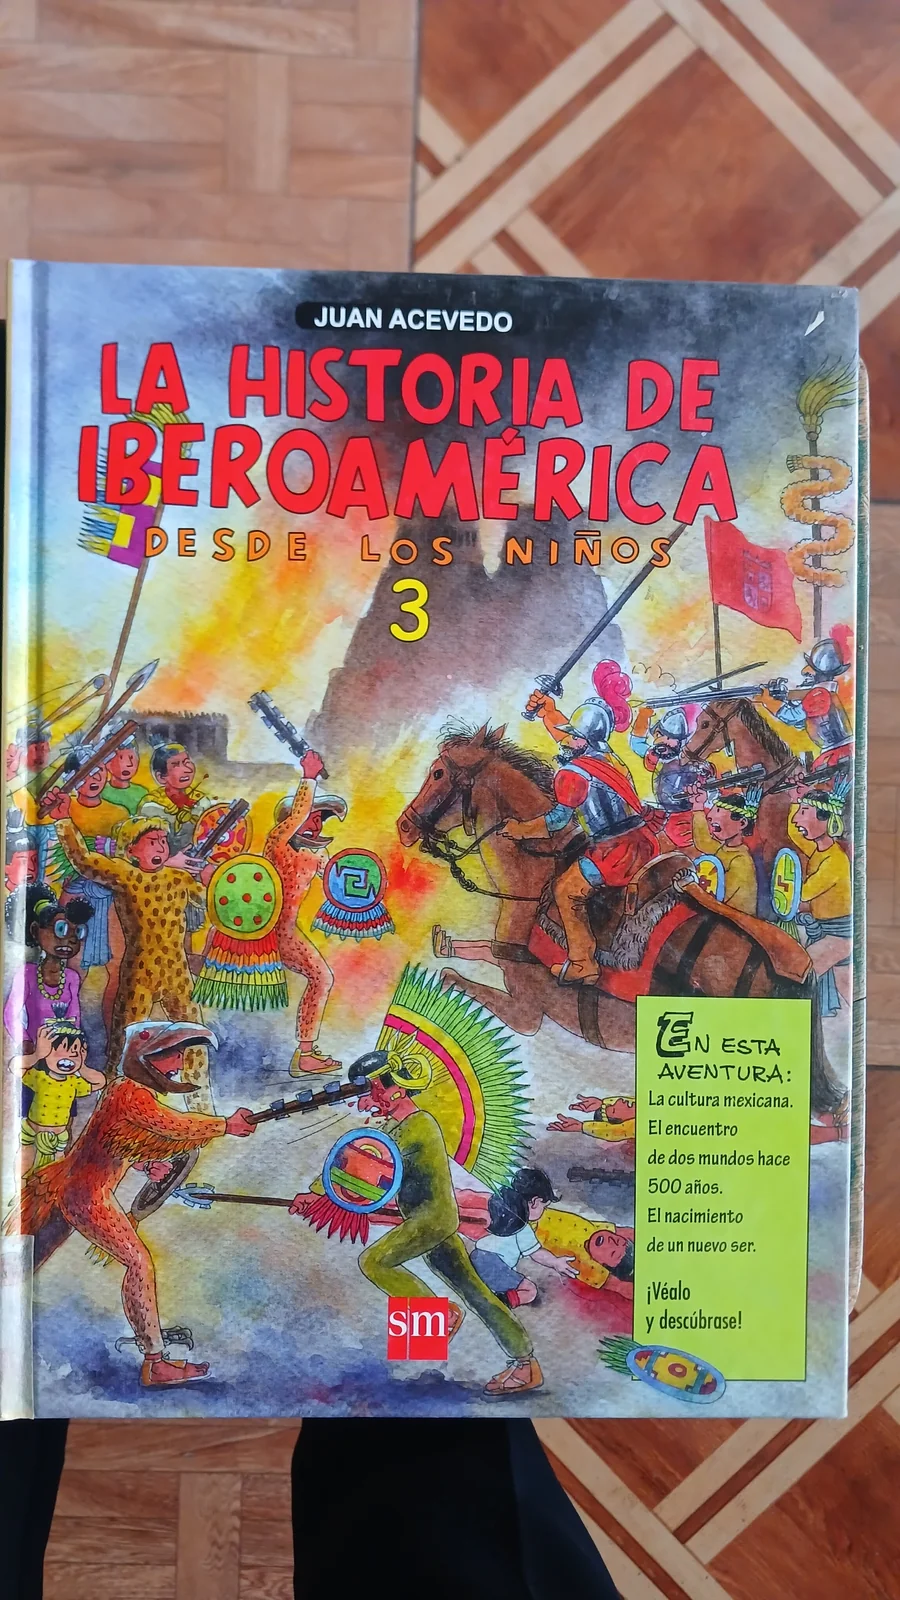 JUAN ACEVEDO
LA HISTORIA DE
IBEROAMÉRICA
DESDE LOS NIÑOS
3
EN ESTA
AVENTURA:
La cultura mexicana.
El encuentro
de dos mundos hace
500 años.
El nacimiento
de un nuevo ser.
¡Véalo
y descúbrase!
sm